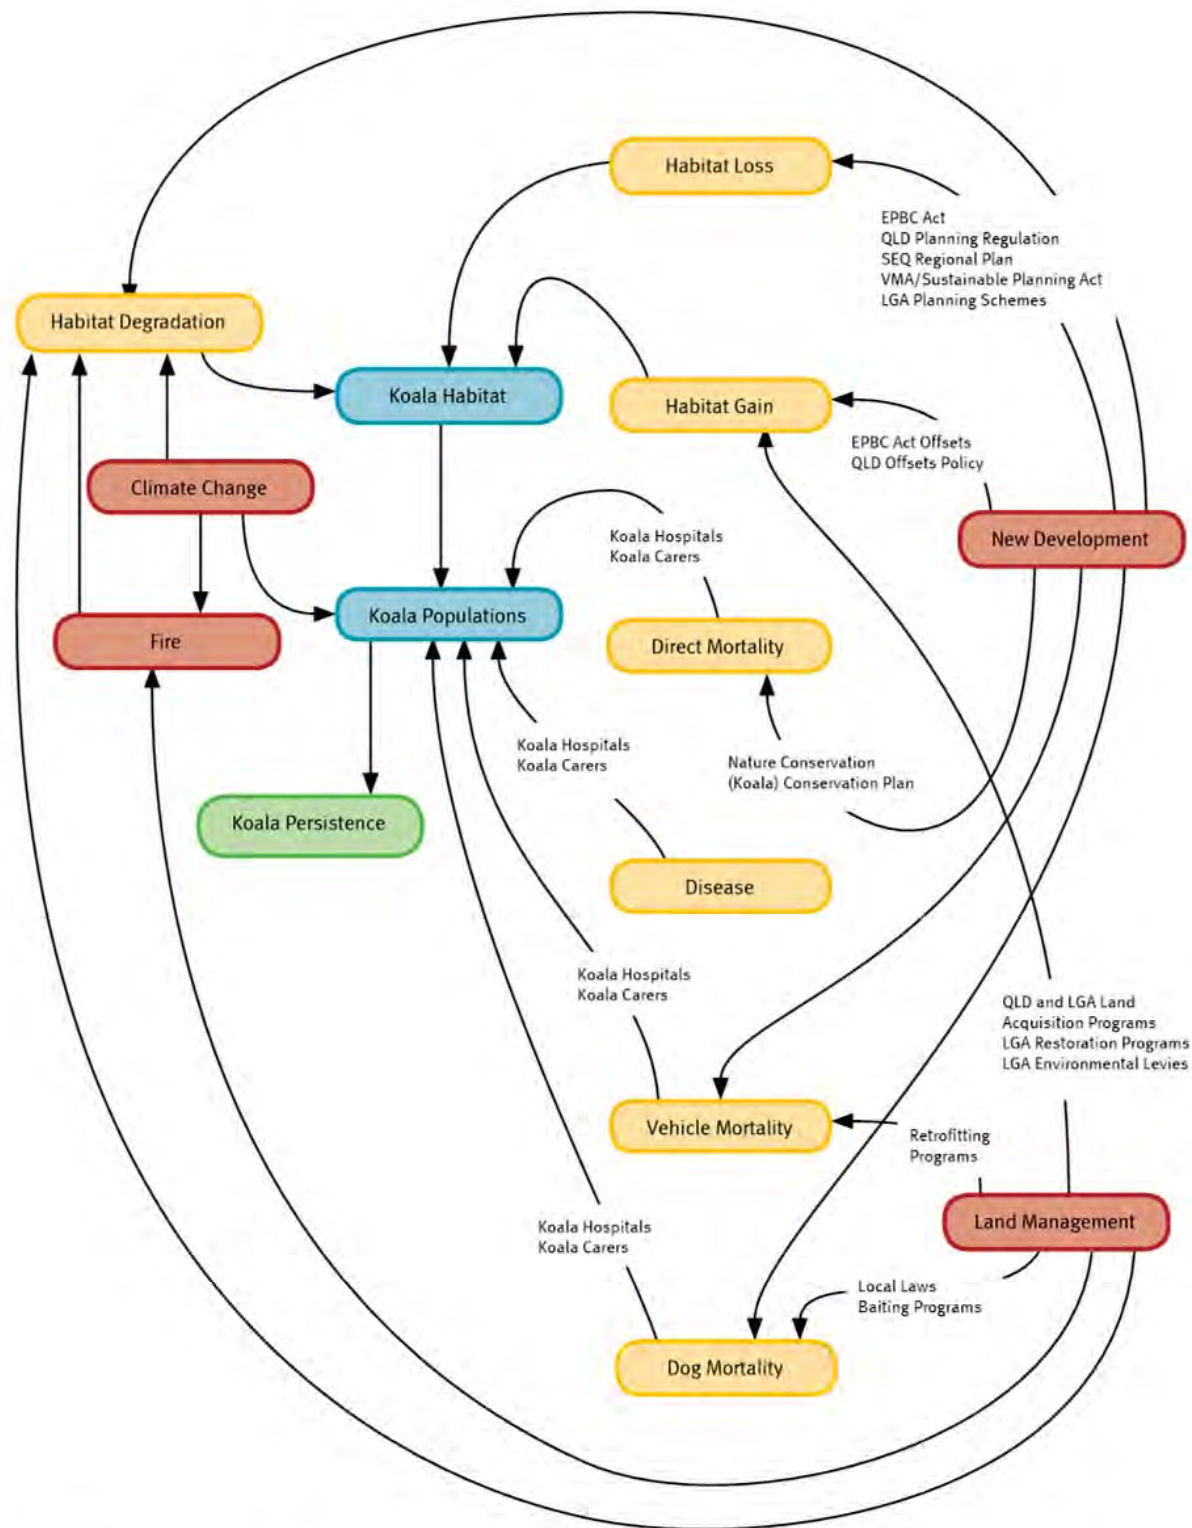 Habitat Loss
EPBC Act
QLD Planning Regulation
SEQ Regional Plan
VMA/Sustainable Planning Act
LGA Planning Schemes
Habitat Degradation
Koala Habitat
Habitat Gain
EPBC Act Offsets
QLD Offsets Policy
Climate Change
Koala Hospitals
Koala Carers
New Development
Koala Populations
Fire
Direct Mortality
Koala Hospitals
Koala Carers
Nature Conservation
(Koala) Conservation Plan
Koala Persistence
Disease
Koala Hospitals
Koala Carers
QLD and LGA Land
Acquisition Programs
LGA Restoration Programs
LGA Environmental Levies
Vehicle Mortality
Retrofitting
Programs
Land Management
Koala Hospitals
Koala Carers
Local Laws
Baiting Programs
Dog Mortality